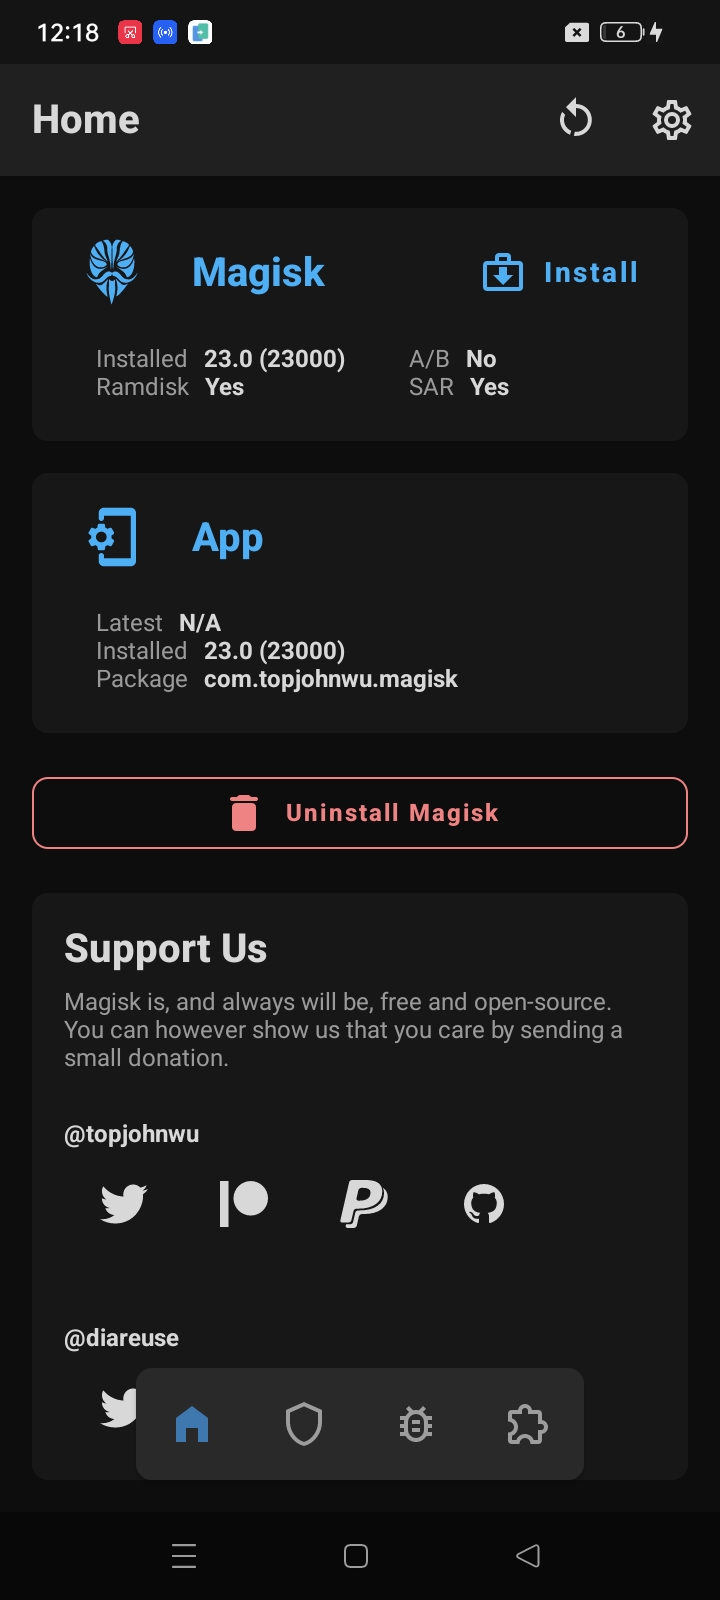 12:18
6
Home
Magisk
Install
Installed 23.0 (23000) A/B No
Ramdisk Yes SAR Yes
App
Latest N/A
Installed 23.0 (23000)
Package com.topjohnwu.magisk
Uninstall Magisk
Support Us
Magisk is, and always will be, free and open-source.
You can however show us that you care by sending a
small donation.
@topjohnwu
@diareuse